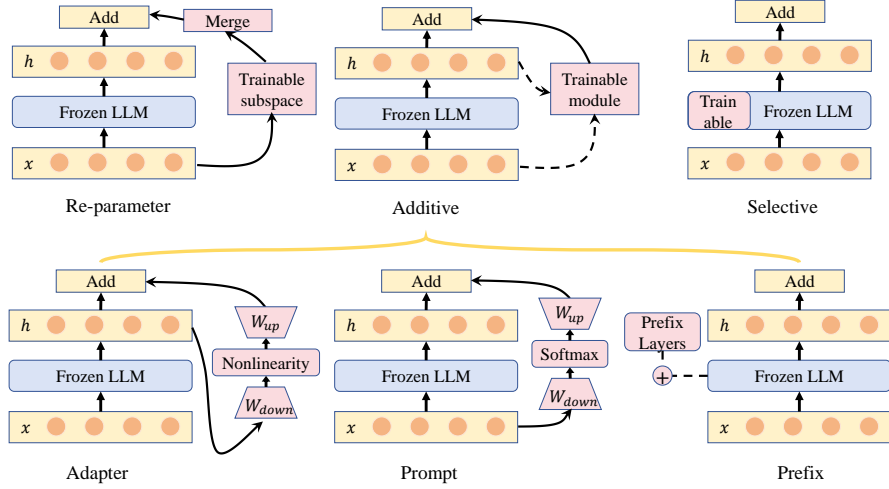 Add
Merge
h
Trainable
subspace
Frozen LLM
x
Re-parameter
Add
h
Trainable
module
Frozen LLM
x
Additive
Add
h
Train
able
Frozen LLM
x
Selective
Add
h
W_up
Nonlinearity
Frozen LLM
W_down
x
Adapter
Add
h
W_up
Softmax
Frozen LLM
W_down
x
Prompt
Add
h
Prefix
Layers
+
Frozen LLM
x
Prefix